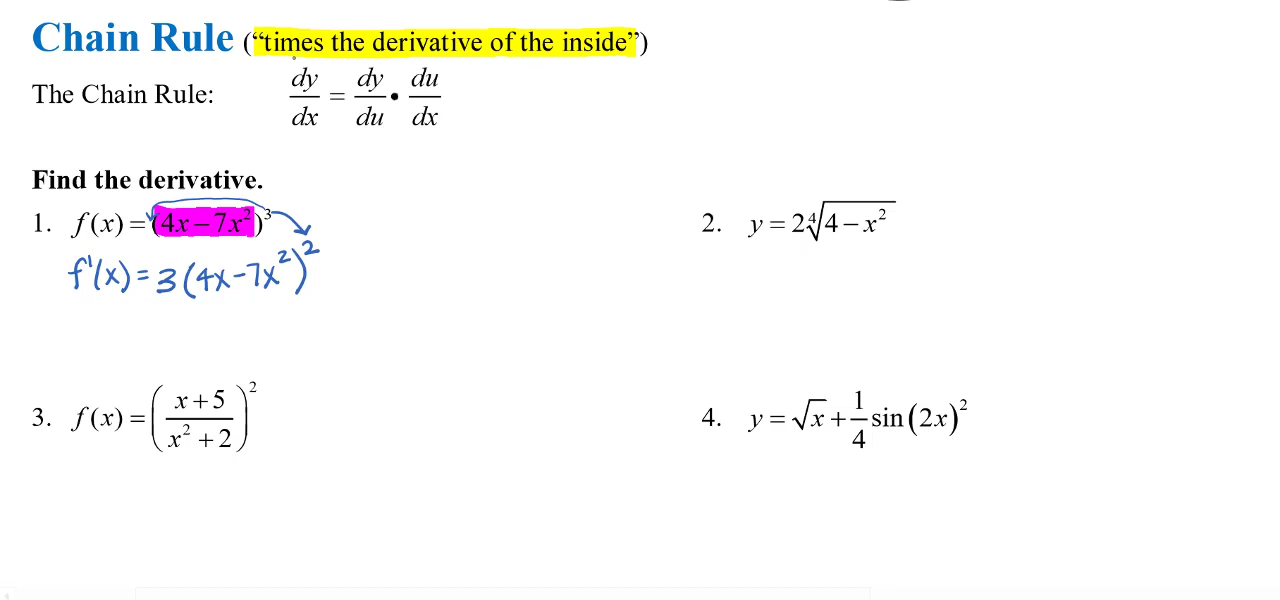 Chain Rule (“times the derivative of the inside”)
The Chain Rule: dy/dx = dy/du • du/dx
Find the derivative.
1. f(x) = (4x − 7x²)³
f'(x) = 3(4x-7x²)²
2. y = 2∜(4 − x²)
3. f(x) = ((x + 5)/(x² + 2))²
4. y = √x + 1/4 sin(2x)²